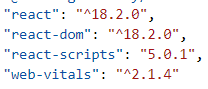 "react": "^18.2.0",
"react-dom": "^18.2.0",
"react-scripts": "5.0.1",
"web-vitals": "^2.1.4"